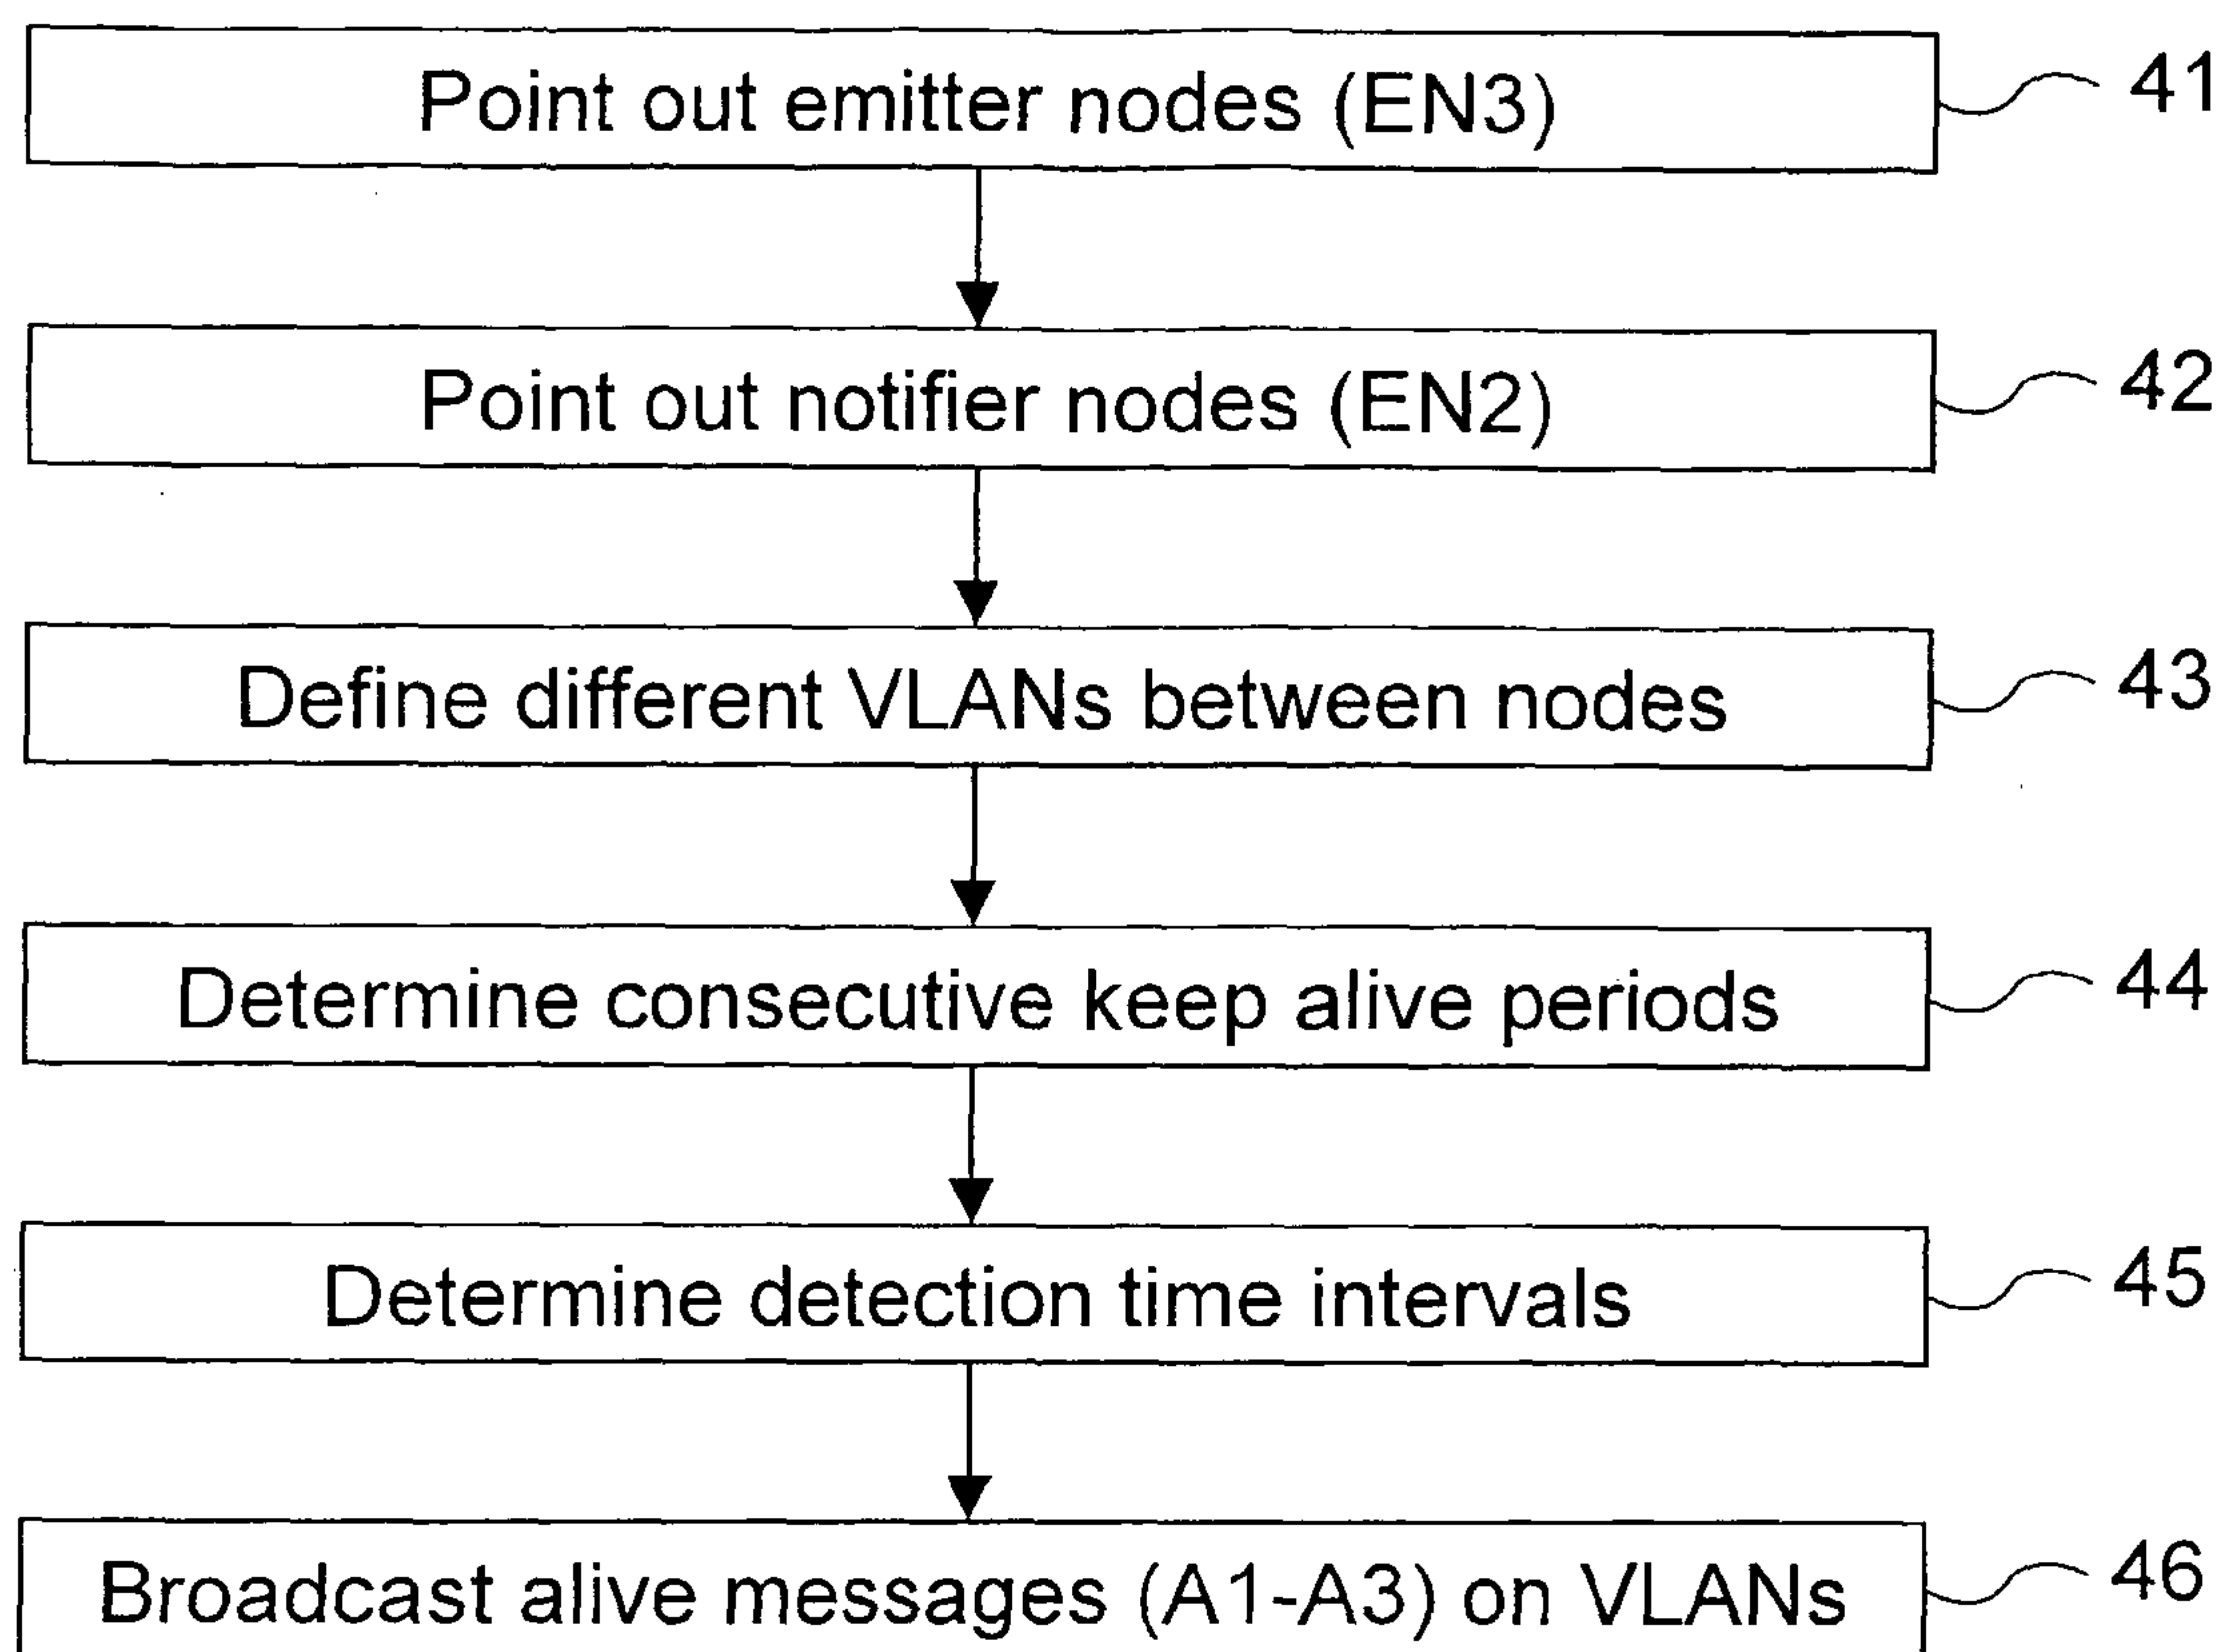 Point out emitter nodes (EN3) 41
Point out notifier nodes (EN2) 42
Define different VLANs between nodes 43
Determine consecutive keep alive periods 44
Determine detection time intervals 45
Broadcast alive messages (A1-A3) on VLANs 46